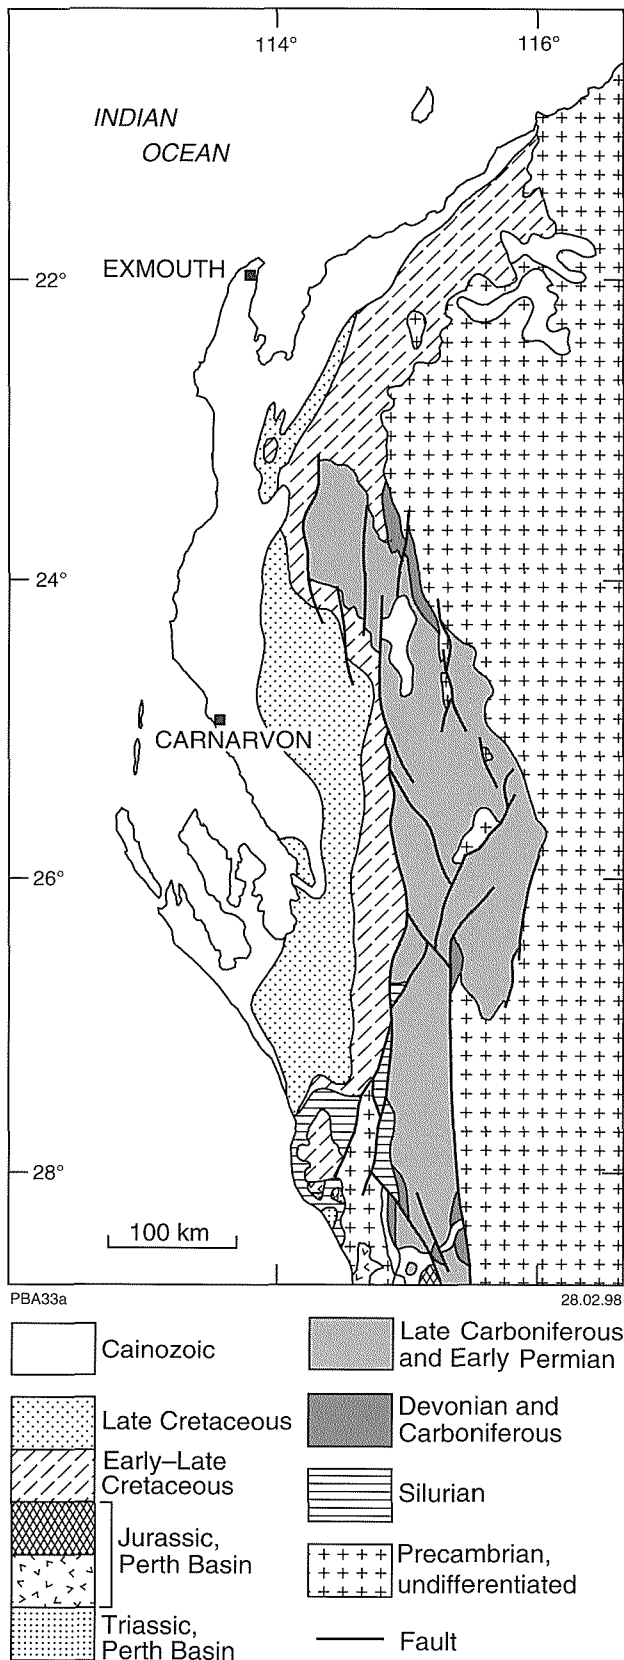 114°
116°
INDIAN
OCEAN
EXMOUTH
22°
24°
CARNARVON
26°
28°
100 km
PBA33a
28.02.98
Cainozoic
Late Cretaceous
Early–Late
Cretaceous
Jurassic,
Perth Basin
Triassic,
Perth Basin
Late Carboniferous
and Early Permian
Devonian and
Carboniferous
Silurian
Precambrian,
undifferentiated
Fault